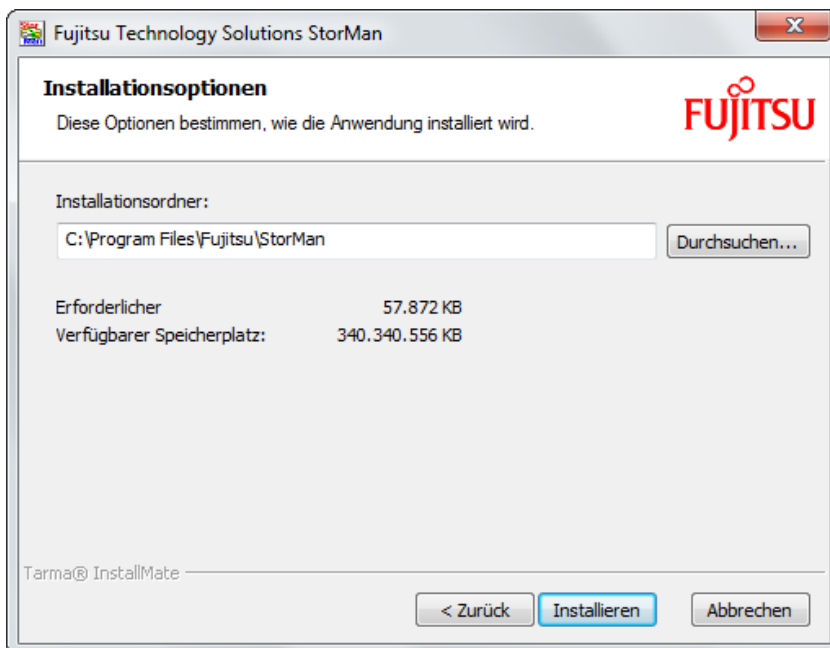 Fujitsu Technology Solutions StorMan
Installationsoptionen
Diese Optionen bestimmen, wie die Anwendung installiert wird.
FUJITSU
Installationsordner:
C:\Program Files\Fujitsu\StorMan
Durchsuchen...
Erforderlicher 57.872 KB
Verfügbarer Speicherplatz: 340.340.556 KB
Tarma® InstallMate
< Zurück Installieren Abbrechen